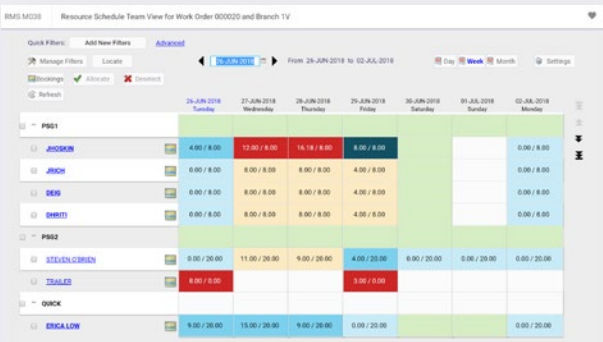 RMS M038 Resource Schedule Team View for Work Order 000020 and Branch 1V
Quick Filters: Add New Filters Advanced
Manage Filters Locate 26-JUN-2018 From 26-JUN-2018 to 02-JUL-2018 Day Week Month Settings
Bookings Allocate Deselect
Refresh
26-JUN-2018 27-JUN-2018 28-JUN-2018 29-JUN-2018 30-JUN-2018 01-JUL-2018 02-JUL-2018
Tuesday Wednesday Thursday Friday Saturday Sunday Monday
PSG1
JHOSKIN 4.00 / 8.00 12.00 / 8.00 16.18 / 8.00 8.00 / 8.00 0.00 / 8.00
JRICH 0.00 / 8.00 8.00 / 8.00 8.00 / 8.00 4.00 / 8.00 0.00 / 8.00
DEIG 0.00 / 8.00 8.00 / 8.00 8.00 / 8.00 4.00 / 8.00 0.00 / 8.00
DHRITI 0.00 / 8.00 8.00 / 8.00 8.00 / 8.00 4.00 / 8.00 0.00 / 8.00
PSG2
STEVEN O'BRIEN 0.00 / 20.00 11.00 / 20.00 9.00 / 20.00 4.00 / 20.00 0.00 / 20.00 0.00 / 20.00 0.00 / 20.00
TRAILER 8.00 / 0.00 3.00 / 0.00
QUICK
ERICA LOW 9.00 / 20.00 15.00 / 20.00 9.00 / 20.00 0.00 / 20.00 0.00 / 20.00